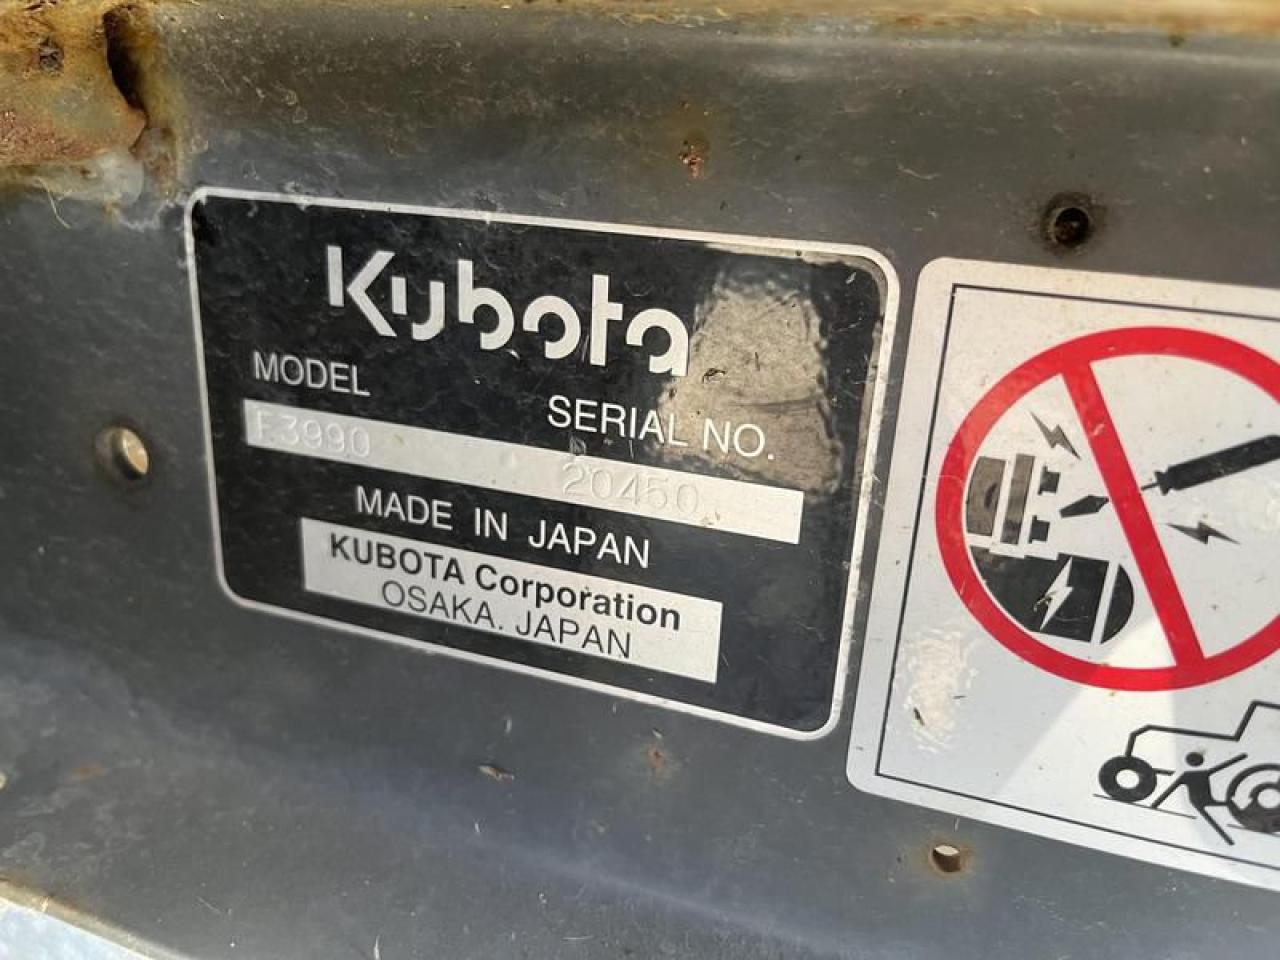 Kubota
MODEL
SERIAL NO.
F3990
20450
MADE IN JAPAN
KUBOTA Corporation
OSAKA. JAPAN